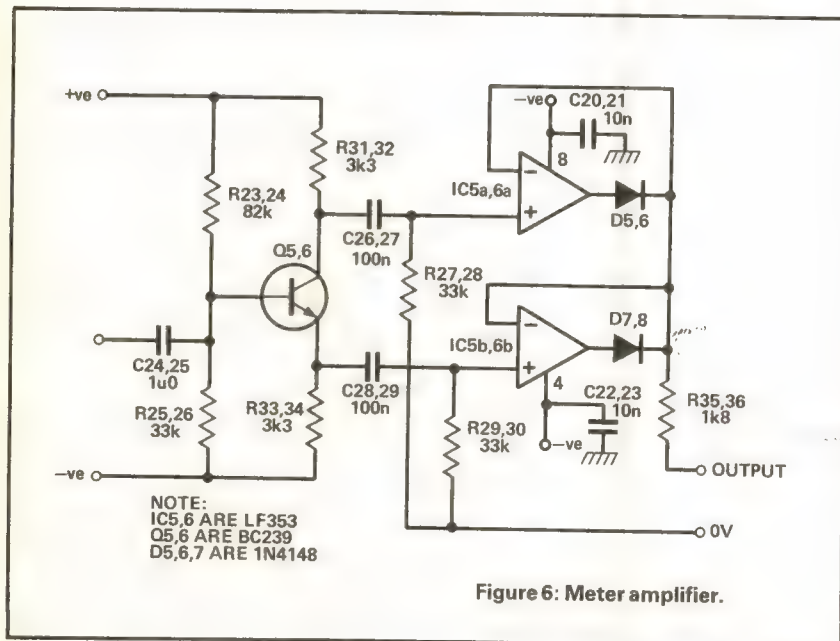 +ve
R31,32
3k3
R23,24
82k
Q5,6
C26,27
100n
C24,25
1u0
R25,26
33k
R33,34
3k3
C28,29
100n
R27,28
33k
R29,30
33k
-ve
C20,21
10n
8
IC5a,6a
-
+
D5,6
IC5b,6b
-
+
D7,8
4
C22,23
10n
-ve
R35,36
1k8
OUTPUT
0V
-ve
NOTE:
IC5,6 ARE LF353
Q5,6 ARE BC239
D5,6,7 ARE 1N4148
Figure 6: Meter amplifier.